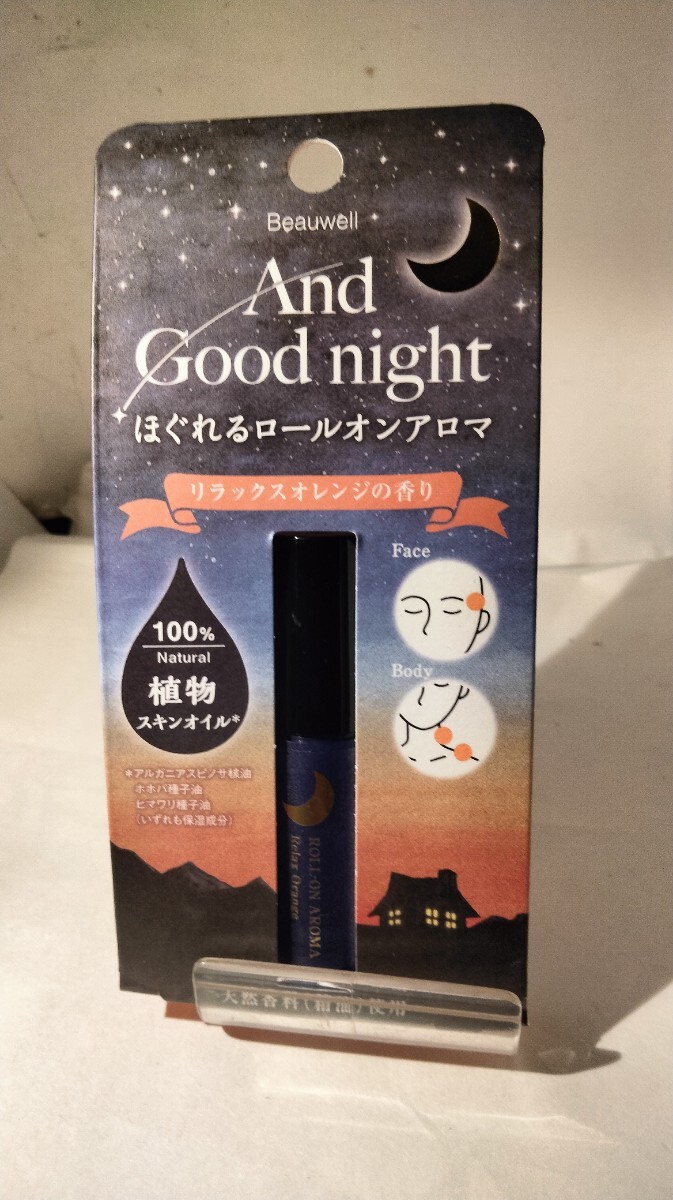 Beauwell
And
Good night
ほぐれるロールオンアロマ
リラックスオレンジの香り
Face
100%
Natural
植物
スキンオイル*
Body
*アルガニアスピノサ核油
ホホバ種子油
ヒマワリ種子油
(いずれも保湿成分)
ROLL-ON AROMA
Relax Orange
天然香料(精油)使用